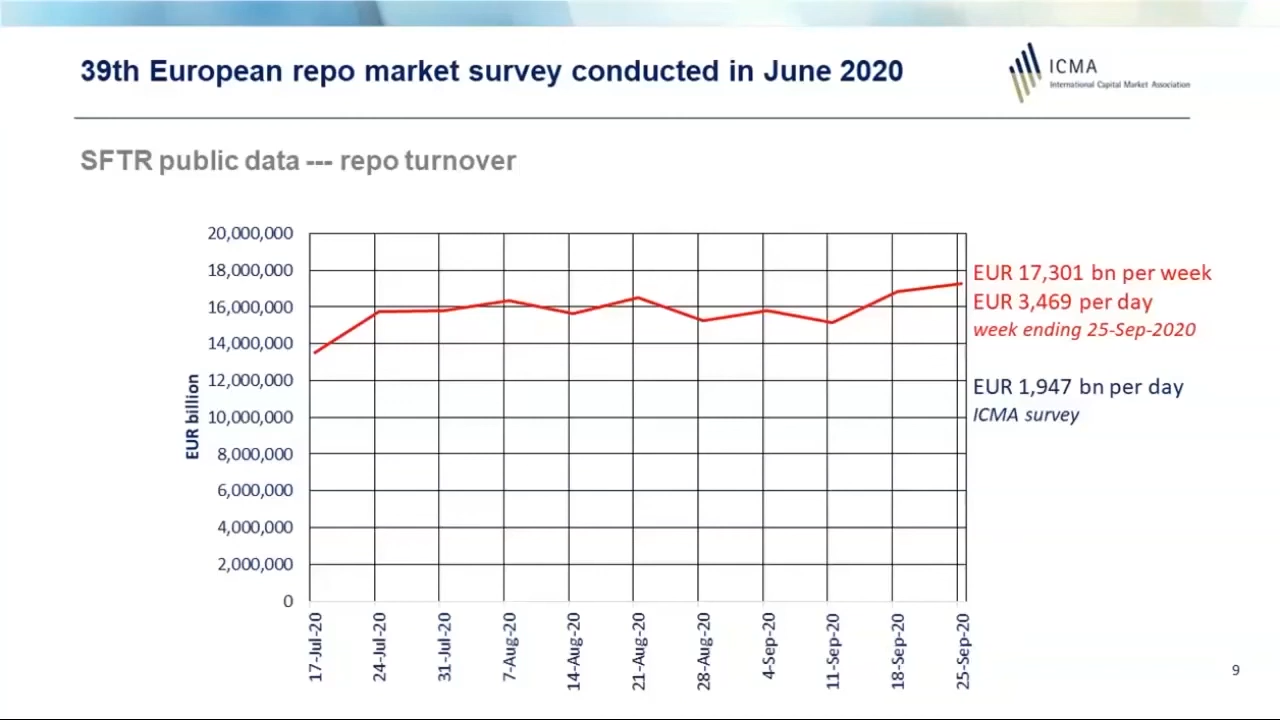 39th European repo market survey conducted in June 2020
ICMA
International Capital Market Association
SFTR public data --- repo turnover
EUR billion
20,000,000
18,000,000
16,000,000
14,000,000
12,000,000
10,000,000
8,000,000
6,000,000
4,000,000
2,000,000
0
17-Jul-20
24-Jul-20
31-Jul-20
7-Aug-20
14-Aug-20
21-Aug-20
28-Aug-20
4-Sep-20
11-Sep-20
18-Sep-20
25-Sep-20
EUR 17,301 bn per week
EUR 3,469 per day
week ending 25-Sep-2020
EUR 1,947 bn per day
ICMA survey
9